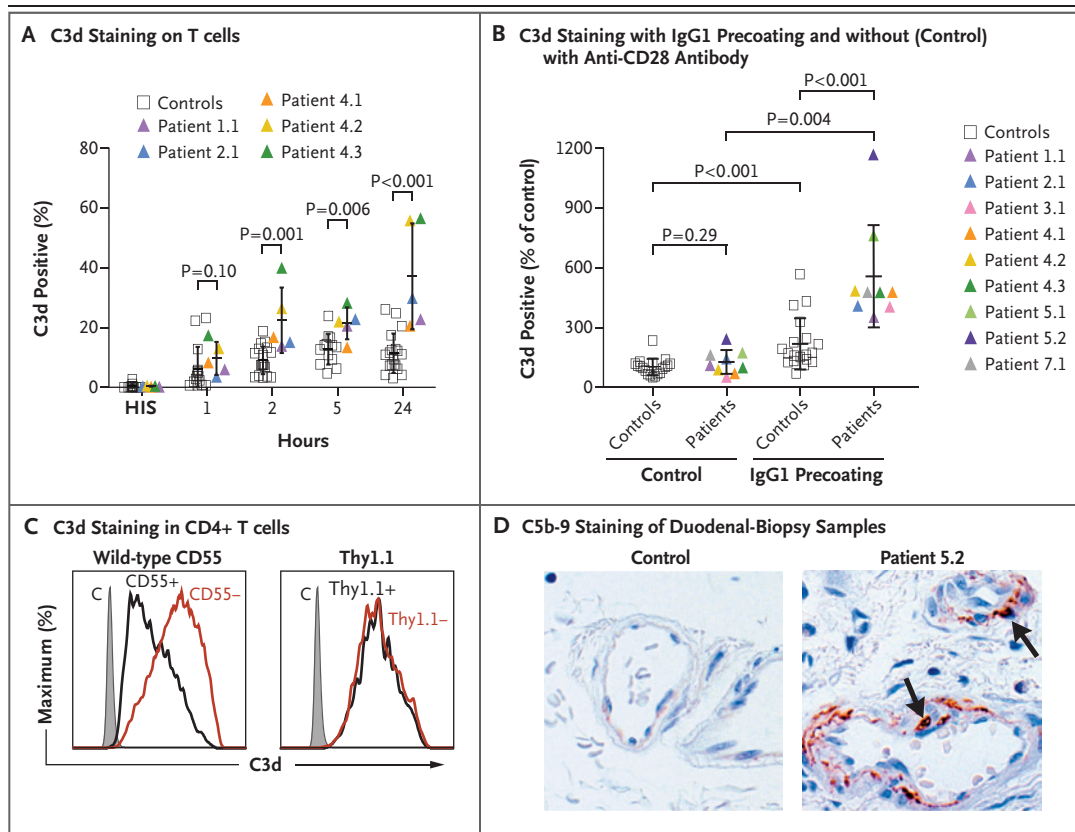 A C3d Staining on T cells
Controls
Patient 1.1
Patient 2.1
Patient 4.1
Patient 4.2
Patient 4.3
C3d Positive (%)
80
60
40
20
0
P=0.10
P=0.001
P=0.006
P<0.001
HIS 1 2 5 24
Hours
B C3d Staining with IgG1 Precoating and without (Control)
with Anti-CD28 Antibody
C3d Positive (% of control)
1200
900
600
300
0
P<0.001
P=0.004
P<0.001
P=0.29
Controls
Patient 1.1
Patient 2.1
Patient 3.1
Patient 4.1
Patient 4.2
Patient 4.3
Patient 5.1
Patient 5.2
Patient 7.1
Controls Patients Controls Patients
Control IgG1 Precoating
C C3d Staining in CD4+ T cells
Wild-type CD55 Thy1.1
Maximum (%)
C CD55+
CD55–
C Thy1.1+
Thy1.1–
C3d
D C5b-9 Staining of Duodenal-Biopsy Samples
Control Patient 5.2